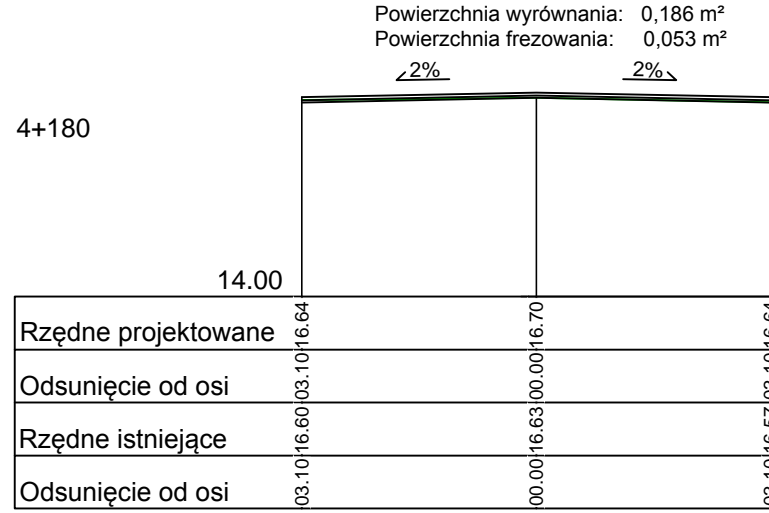 Powierzchnia wyrównania: 0,186 m²
Powierzchnia frezowania: 0,053 m²
2% 2%
4+180
14.00
Rzędne projektowane 16.64 16.70
Odsunięcie od osi 03.10 00.00
Rzędne istniejące 16.60 16.63
Odsunięcie od osi 03.10 00.00